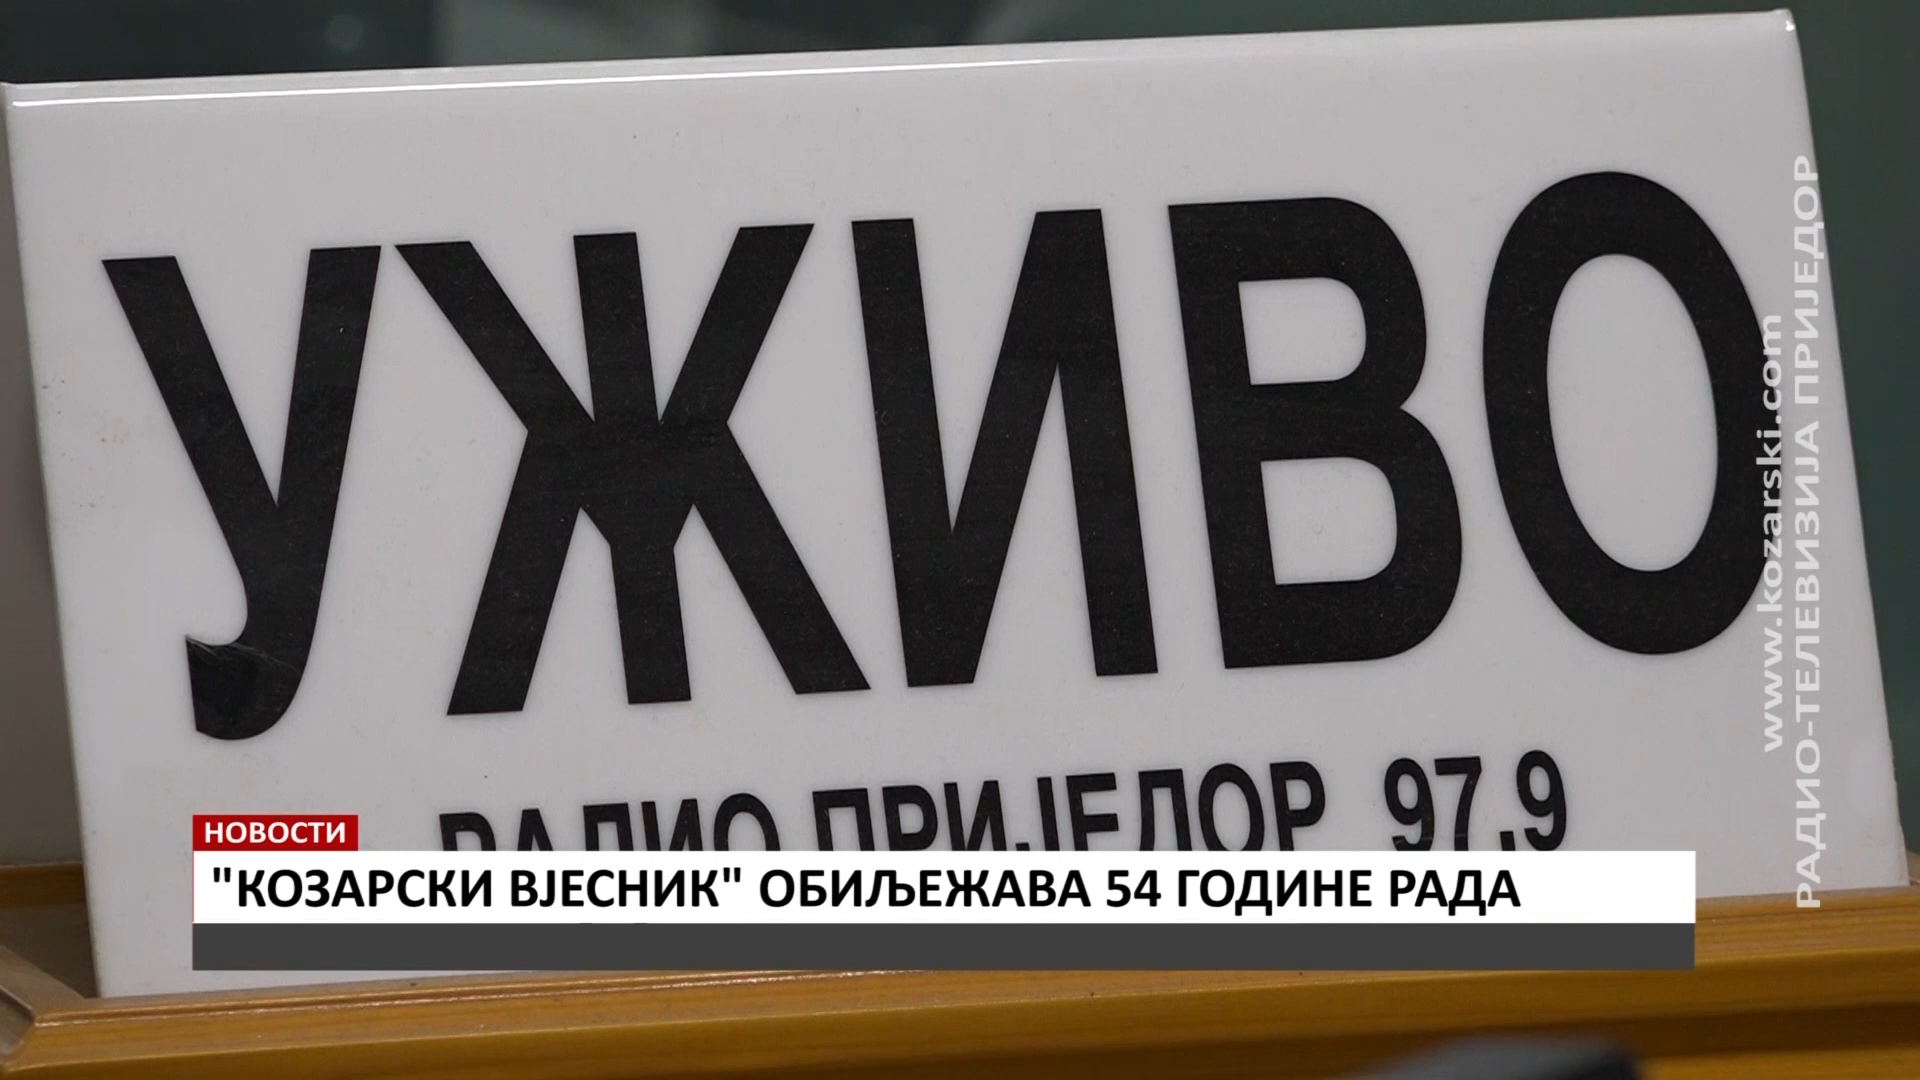 УЖИВО
РАДИО ПРИЈЕДОР 97,9
НОВОСТИ
"КОЗАРСКИ ВЈЕСНИК" ОБИЉЕЖАВА 54 ГОДИНЕ РАДА
www.kozarski.com
РАДИО-ТЕЛЕВИЗИЈА ПРИЈЕДОР